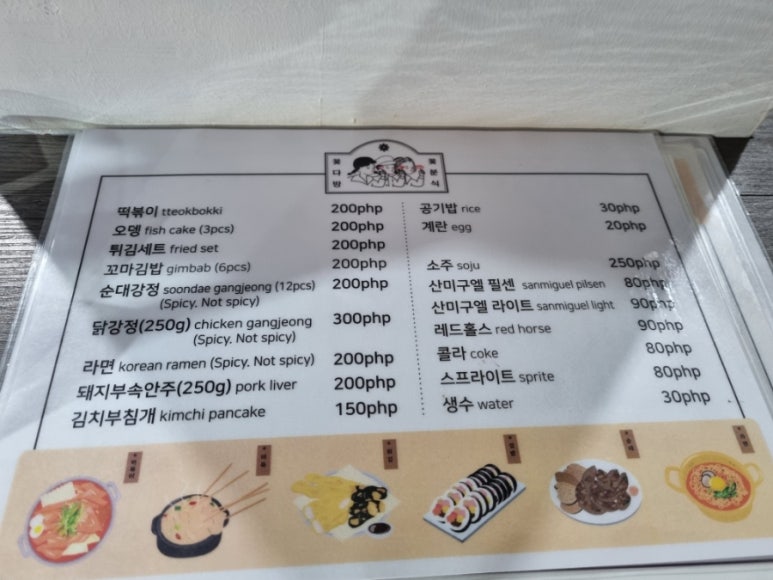 꽃다방
꽃분식
떡볶이 tteokbokki 200php
오뎅 fish cake (3pcs) 200php
튀김세트 fried set 200php
꼬마김밥 gimbab (6pcs) 200php
순대강정 soondae gangjeong (12pcs) 200php
(Spicy. Not spicy)
닭강정(250g) chicken gangjeong 300php
(Spicy. Not spicy)
라면 korean ramen (Spicy. Not spicy) 200php
돼지부속안주(250g) pork liver 200php
김치부침개 kimchi pancake 150php
공기밥 rice 30php
계란 egg 20php
소주 soju 250php
산미구엘 필센 sanmiguel pilsen 80php
산미구엘 라이트 sanmiguel light 90php
레드홀스 red horse 90php
콜라 coke 80php
스프라이트 sprite 80php
생수 water 30php